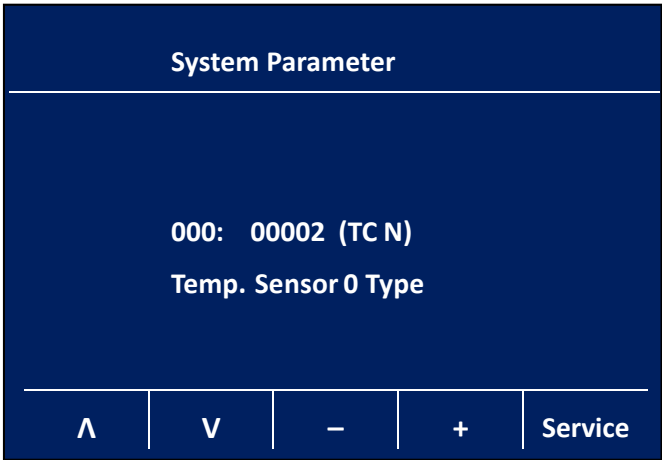 System Parameter
000: 00002 (TC N)
Temp. Sensor 0 Type
Λ V – + Service